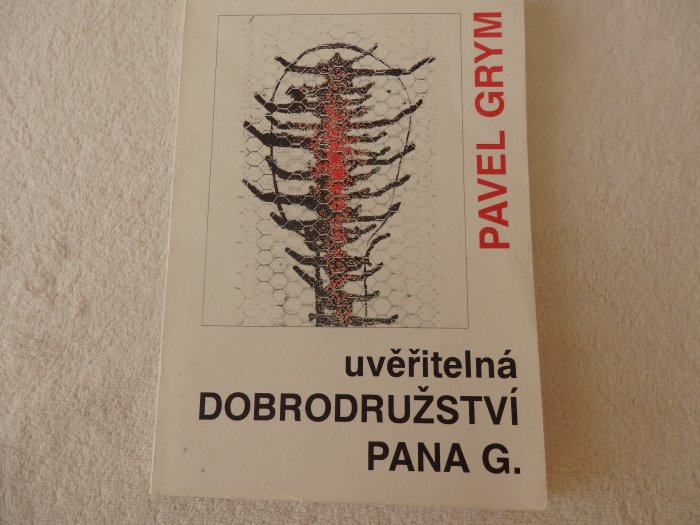 PAVEL GRYM
uvěřitelná
DOBRODRUŽSTVÍ
PANA G.